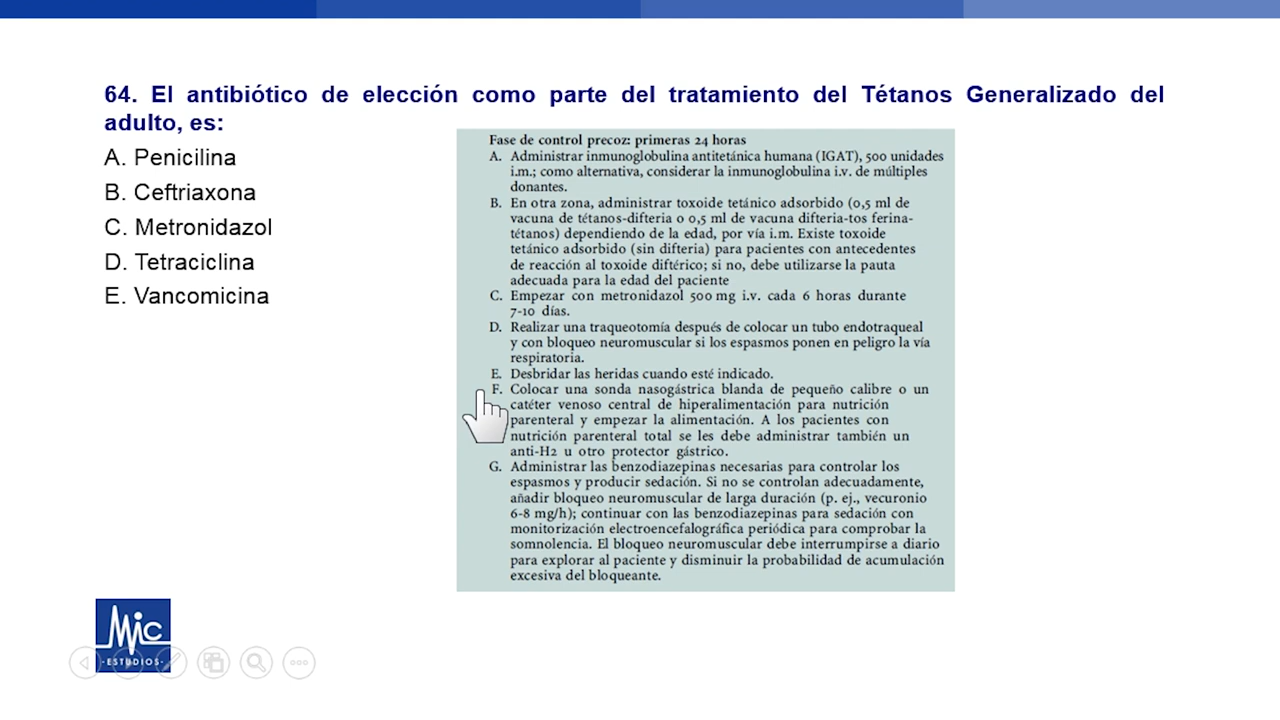 64. El antibiótico de elección como parte del tratamiento del Tétanos Generalizado del
adulto, es:
A. Penicilina
B. Ceftriaxona
C. Metronidazol
D. Tetraciclina
E. Vancomicina
Fase de control precoz: primeras 24 horas
A. Administrar inmunoglobulina antitetánica humana (IGAT), 500 unidades
i.m.; como alternativa, considerar la inmunoglobulina i.v. de múltiples
donantes.
B. En otra zona, administrar toxoide tetánico adsorbido (0,5 ml de
vacuna de tétanos-difteria o 0,5 ml de vacuna difteria-tos ferina-
tétanos) dependiendo de la edad, por vía i.m. Existe toxoide
tetánico adsorbido (sin difteria) para pacientes con antecedentes
de reacción al toxoide diftérico; si no, debe utilizarse la pauta
adecuada para la edad del paciente
C. Empezar con metronidazol 500 mg i.v. cada 6 horas durante
7-10 días.
D. Realizar una traqueotomía después de colocar un tubo endotraqueal
y con bloqueo neuromuscular si los espasmos ponen en peligro la vía
respiratoria.
E. Desbridar las heridas cuando esté indicado.
F. Colocar una sonda nasogástrica blanda de pequeño calibre o un
catéter venoso central de hiperalimentación para nutrición
parenteral y empezar la alimentación. A los pacientes con
nutrición parenteral total se les debe administrar también un
anti-H2 u otro protector gástrico.
G. Administrar las benzodiazepinas necesarias para controlar los
espasmos y producir sedación. Si no se controlan adecuadamente,
añadir bloqueo neuromuscular de larga duración (p. ej., vecuronio
6-8 mg/h); continuar con las benzodiazepinas para sedación con
monitorización electroencefalográfica periódica para comprobar la
somnolencia. El bloqueo neuromuscular debe interrumpirse a diario
para explorar al paciente y disminuir la probabilidad de acumulación
excesiva del bloqueante.
Mic
-ESTUDIOS-